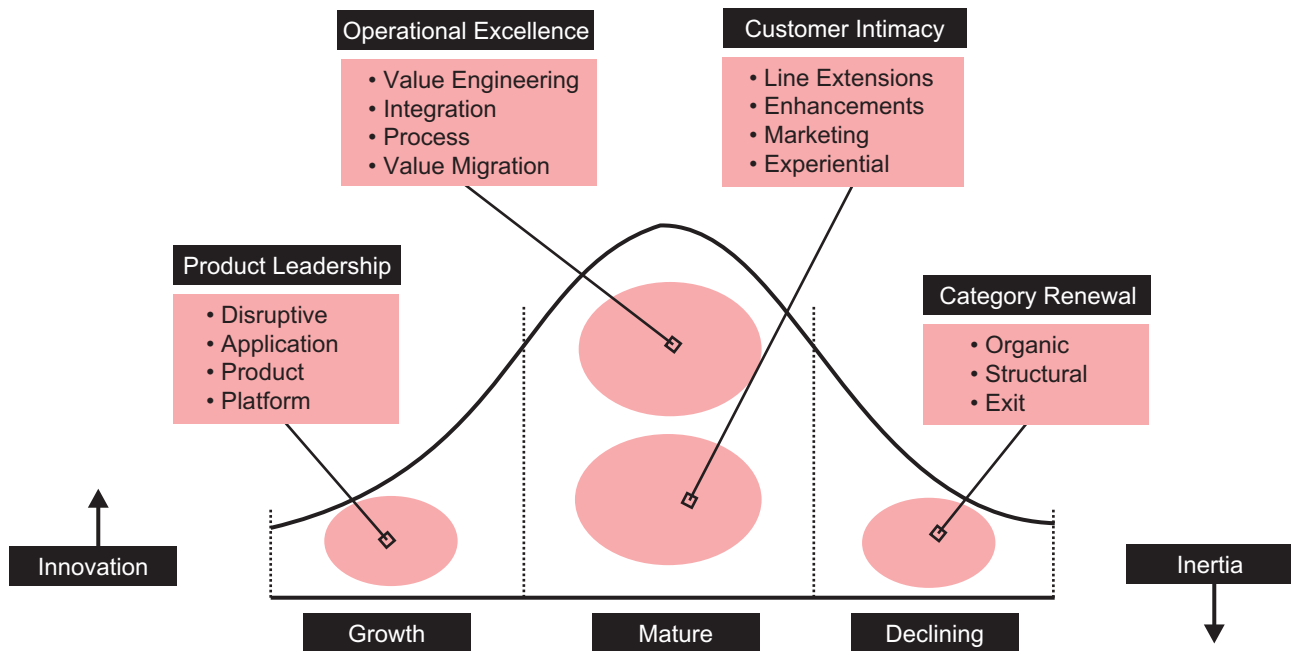 Operational Excellence
• Value Engineering
• Integration
• Process
• Value Migration
Customer Intimacy
• Line Extensions
• Enhancements
• Marketing
• Experiential
Product Leadership
• Disruptive
• Application
• Product
• Platform
Category Renewal
• Organic
• Structural
• Exit
Innovation
Inertia
Growth
Mature
Declining